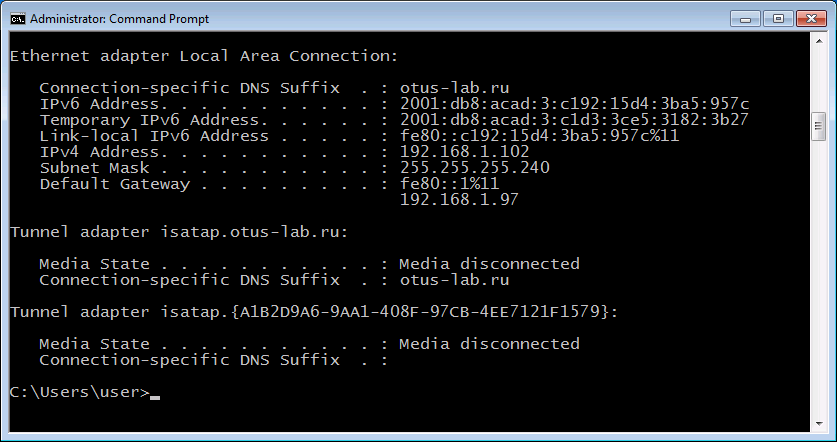 Administrator: Command Prompt
Ethernet adapter Local Area Connection:
Connection-specific DNS Suffix . : otus-lab.ru
IPv6 Address. . . . . . . . . . . : 2001:db8:acad:3:c192:15d4:3ba5:957c
Temporary IPv6 Address. . . . . . : 2001:db8:acad:3:c1d3:3ce5:3182:3b27
Link-local IPv6 Address . . . . . : fe80::c192:15d4:3ba5:957c%11
IPv4 Address. . . . . . . . . . . : 192.168.1.102
Subnet Mask . . . . . . . . . . . : 255.255.255.240
Default Gateway . . . . . . . . . : fe80::1%11
192.168.1.97
Tunnel adapter isatap.otus-lab.ru:
Media State . . . . . . . . . . . : Media disconnected
Connection-specific DNS Suffix . : otus-lab.ru
Tunnel adapter isatap.{A1B2D9A6-9AA1-408F-97CB-4EE7121F1579}:
Media State . . . . . . . . . . . : Media disconnected
Connection-specific DNS Suffix . :
C:\Users\user>_